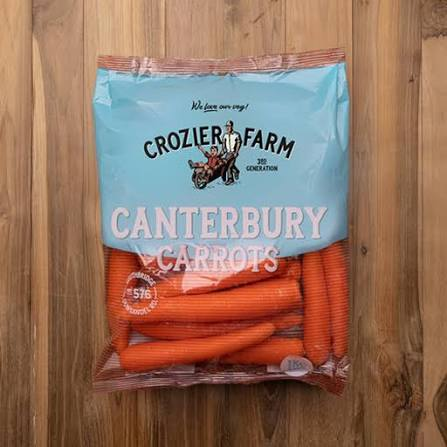 We love our veg!
CROZIER FARM
3RD
GENERATION
CANTERBURY
CARROTS
576